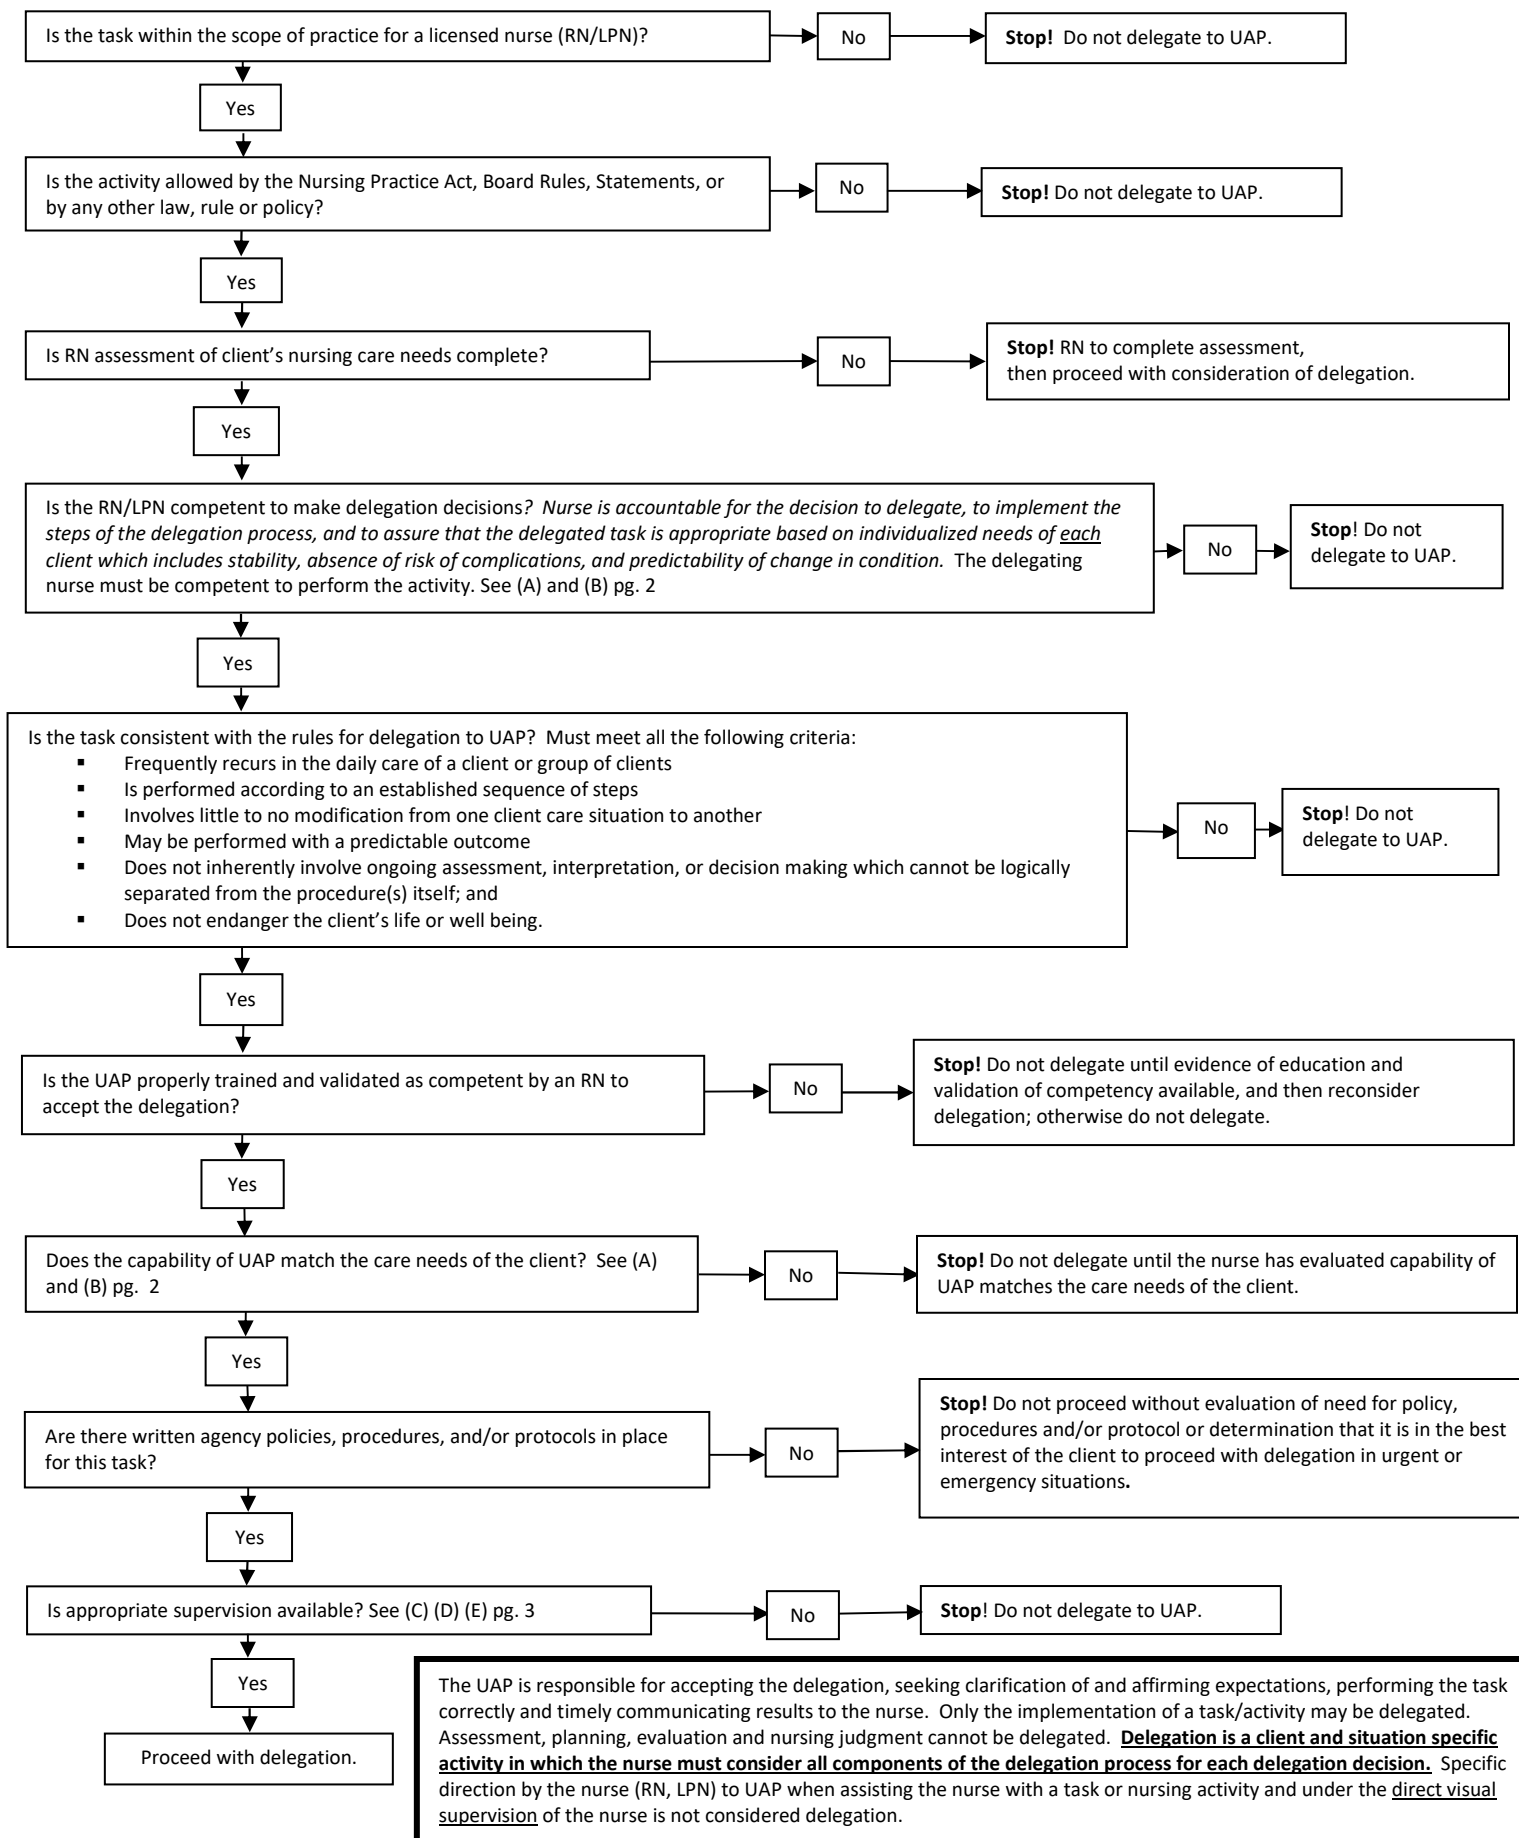 Is the task within the scope of practice for a licensed nurse (RN/LPN)?
No
Stop! Do not delegate to UAP.
Yes
Is the activity allowed by the Nursing Practice Act, Board Rules, Statements, or
by any other law, rule or policy?
No
Stop! Do not delegate to UAP.
Yes
Is RN assessment of client's nursing care needs complete?
No
Stop! RN to complete assessment,
then proceed with consideration of delegation.
Yes
Is the RN/LPN competent to make delegation decisions? Nurse is accountable for the decision to delegate, to implement the
steps of the delegation process, and to assure that the delegated task is appropriate based on individualized needs of each
client which includes stability, absence of risk of complications, and predictability of change in condition. The delegating
nurse must be competent to perform the activity. See (A) and (B) pg. 2
No
Stop! Do not
delegate to UAP.
Yes
Is the task consistent with the rules for delegation to UAP? Must meet all the following criteria:
▪ Frequently recurs in the daily care of a client or group of clients
▪ Is performed according to an established sequence of steps
▪ Involves little to no modification from one client care situation to another
▪ May be performed with a predictable outcome
▪ Does not inherently involve ongoing assessment, interpretation, or decision making which cannot be logically
separated from the procedure(s) itself; and
▪ Does not endanger the client's life or well being.
No
Stop! Do not
delegate to UAP.
Yes
Is the UAP properly trained and validated as competent by an RN to
accept the delegation?
No
Stop! Do not delegate until evidence of education and
validation of competency available, and then reconsider
delegation; otherwise do not delegate.
Yes
Does the capability of UAP match the care needs of the client? See (A)
and (B) pg. 2
No
Stop! Do not delegate until the nurse has evaluated capability of
UAP matches the care needs of the client.
Yes
Are there written agency policies, procedures, and/or protocols in place
for this task?
No
Stop! Do not proceed without evaluation of need for policy,
procedures and/or protocol or determination that it is in the best
interest of the client to proceed with delegation in urgent or
emergency situations.
Yes
Is appropriate supervision available? See (C) (D) (E) pg. 3
No
Stop! Do not delegate to UAP.
Yes
Proceed with delegation.
The UAP is responsible for accepting the delegation, seeking clarification of and affirming expectations, performing the task
correctly and timely communicating results to the nurse. Only the implementation of a task/activity may be delegated.
Assessment, planning, evaluation and nursing judgment cannot be delegated. Delegation is a client and situation specific
activity in which the nurse must consider all components of the delegation process for each delegation decision. Specific
direction by the nurse (RN, LPN) to UAP when assisting the nurse with a task or nursing activity and under the direct visual
supervision of the nurse is not considered delegation.